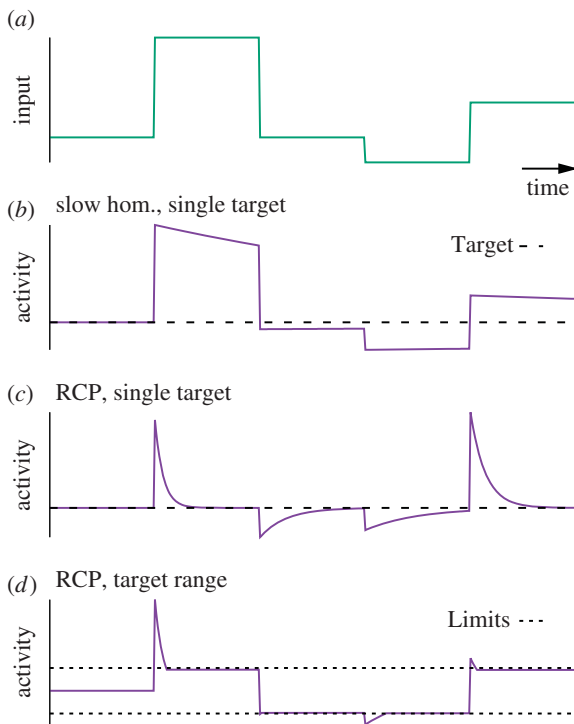 (a)
input
time
(b) slow hom., single target
Target
activity
(c) RCP, single target
activity
(d) RCP, target range
Limits
activity